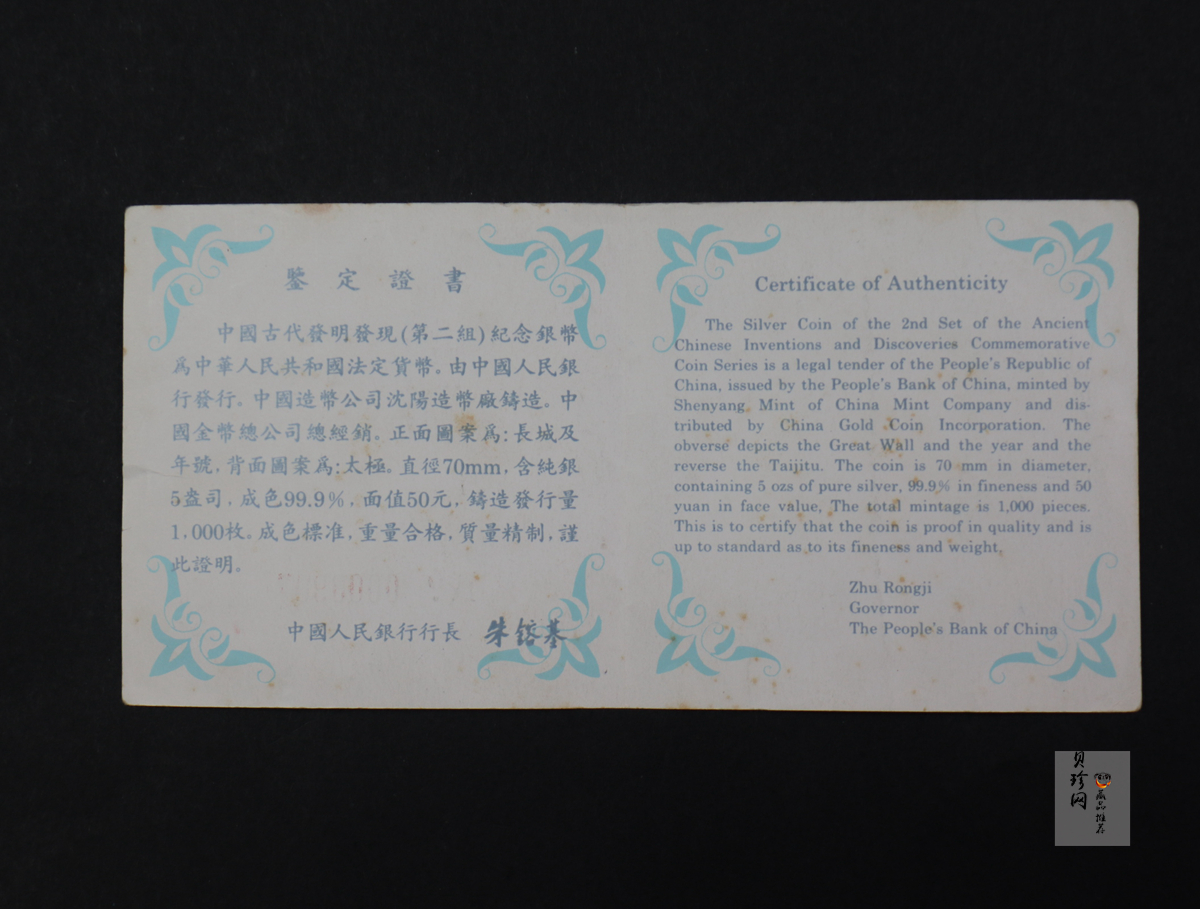 鑒定證書
中國古代發明發現(第二組)紀念銀幣
爲中華人民共和國法定貨幣。由中國人民銀
行發行。中國造幣公司沈陽造幣廠鑄造。中
國金幣總公司總經銷。正面圖案爲:長城及
年號,背面圖案爲:太極。直徑70mm,含純銀
5盎司,成色99.9%,面值50元,鑄造發行量
1,000枚。成色標准,重量合格,質量精制,謹
此證明。
中國人民銀行行長 朱鎔基
Certificate of Authenticity
The Silver Coin of the 2nd Set of the Ancient
Chinese Inventions and Discoveries Commemorative
Coin Series is a legal tender of the People's Republic of
China, issued by the People's Bank of China, minted by
Shenyang Mint of China Mint Company and dis-
tributed by China Gold Coin Incorporation. The
obverse depicts the Great Wall and the year and the
reverse the Taijitu. The coin is 70 mm in diameter,
containing 5 ozs of pure silver, 99.9% in fineness and 50
yuan in face value, The total mintage is 1,000 pieces.
This is to certify that the coin is proof in quality and is
up to standard as to its fineness and weight.
Zhu Rongji
Governor
The People's Bank of China
贝珍网
藏品推荐